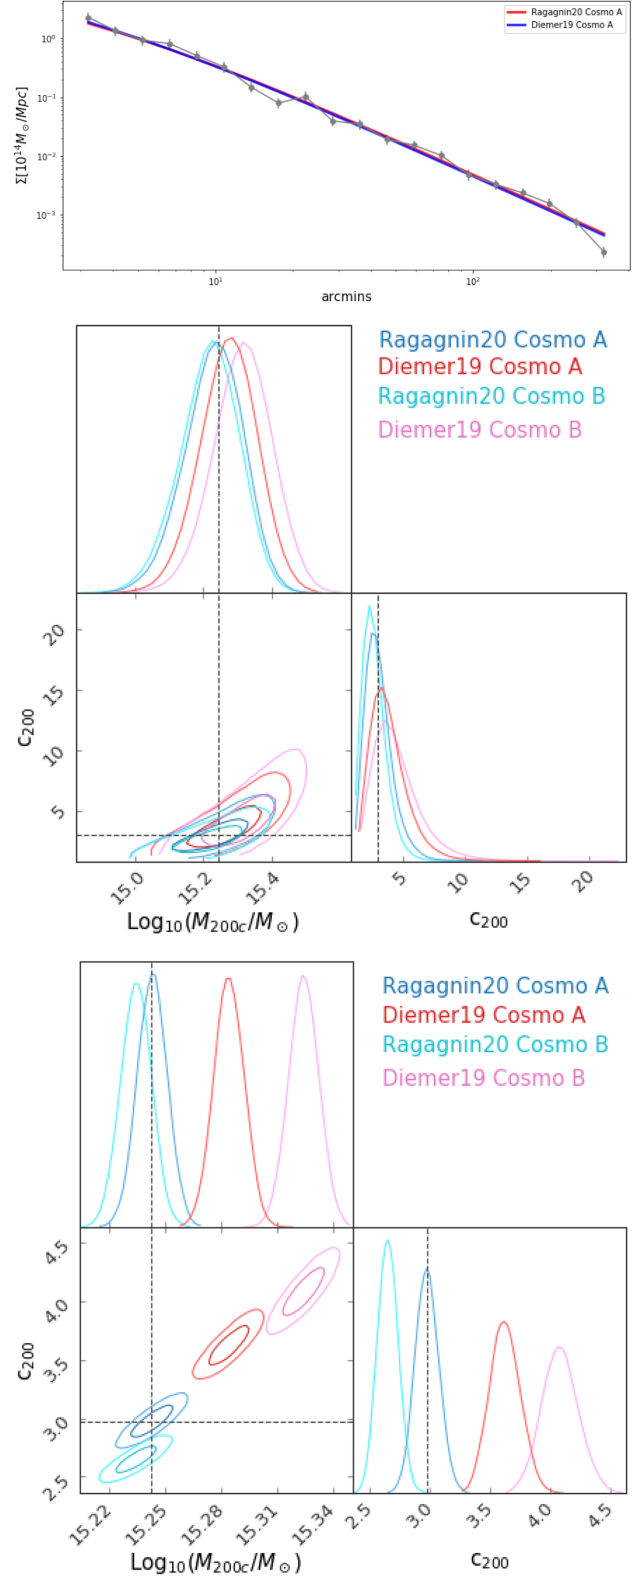 Ragagnin20 Cosmo A
Diemer19 Cosmo A
Σ[10¹⁴M⊙/Mpc]
10⁰
10⁻¹
10⁻²
10⁻³
10¹
10²
arcmins
Ragagnin20 Cosmo A
Diemer19 Cosmo A
Ragagnin20 Cosmo B
Diemer19 Cosmo B
c₂₀₀
20
15
10
5
15.0
15.2
15.4
5
10
15
20
Log₁₀(M₂₀₀c/M⊙)
c₂₀₀
Ragagnin20 Cosmo A
Diemer19 Cosmo A
Ragagnin20 Cosmo B
Diemer19 Cosmo B
c₂₀₀
4.5
4.0
3.5
3.0
2.5
15.22
15.25
15.28
15.31
15.34
2.5
3.0
3.5
4.0
4.5
Log₁₀(M₂₀₀c/M⊙)
c₂₀₀